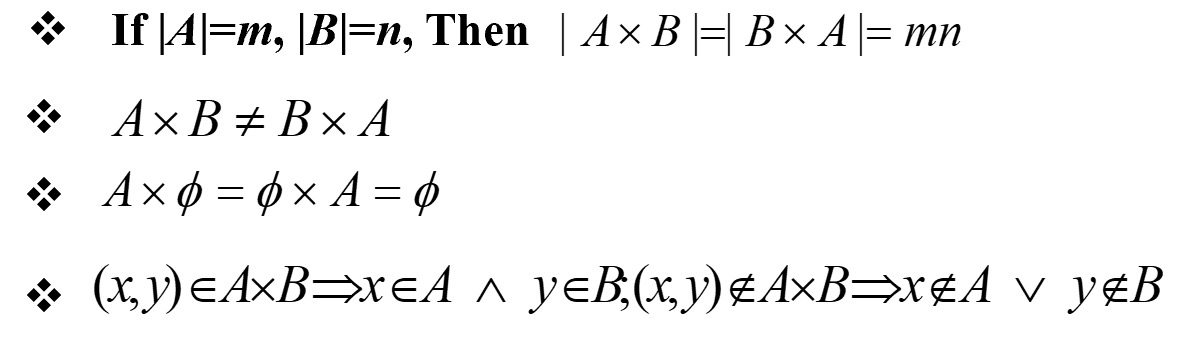 ❖ If |A|=m, |B|=n, Then | A × B |=| B × A |= mn
❖ A × B ≠ B × A
❖ A × ϕ = ϕ × A = ϕ
❖ (x,y)∈A×B⇒x∈A ∧ y∈B;(x,y)∉A×B⇒x∉A ∨ y∉B